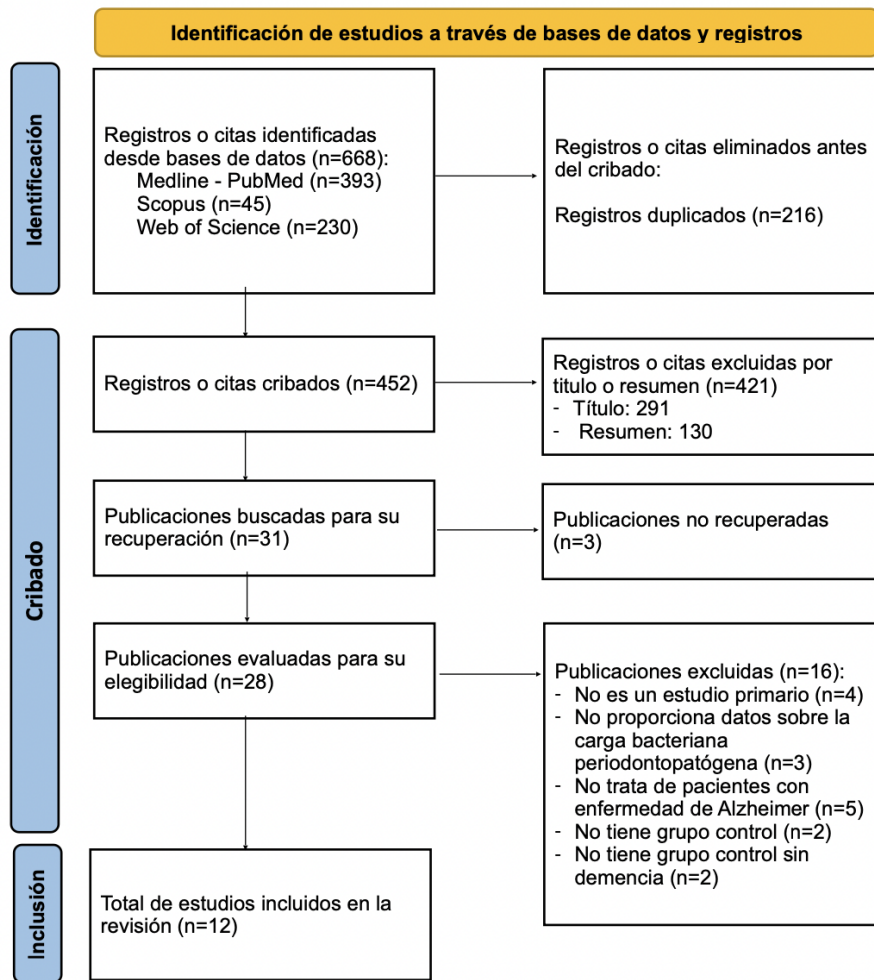 Identificación de estudios a través de bases de datos y registros
Identificación
Registros o citas identificadas
desde bases de datos (n=668):
Medline - PubMed (n=393)
Scopus (n=45)
Web of Science (n=230)
Registros o citas eliminados antes
del cribado:
Registros duplicados (n=216)
Cribado
Registros o citas cribados (n=452)
Registros o citas excluidas por
titulo o resumen (n=421)
- Título: 291
- Resumen: 130
Publicaciones buscadas para su
recuperación (n=31)
Publicaciones no recuperadas
(n=3)
Publicaciones evaluadas para su
elegibilidad (n=28)
Publicaciones excluidas (n=16):
- No es un estudio primario (n=4)
- No proporciona datos sobre la
carga bacteriana
periodontopatógena (n=3)
- No trata de pacientes con
enfermedad de Alzheimer (n=5)
- No tiene grupo control (n=2)
- No tiene grupo control sin
demencia (n=2)
Inclusión
Total de estudios incluidos en la
revisión (n=12)